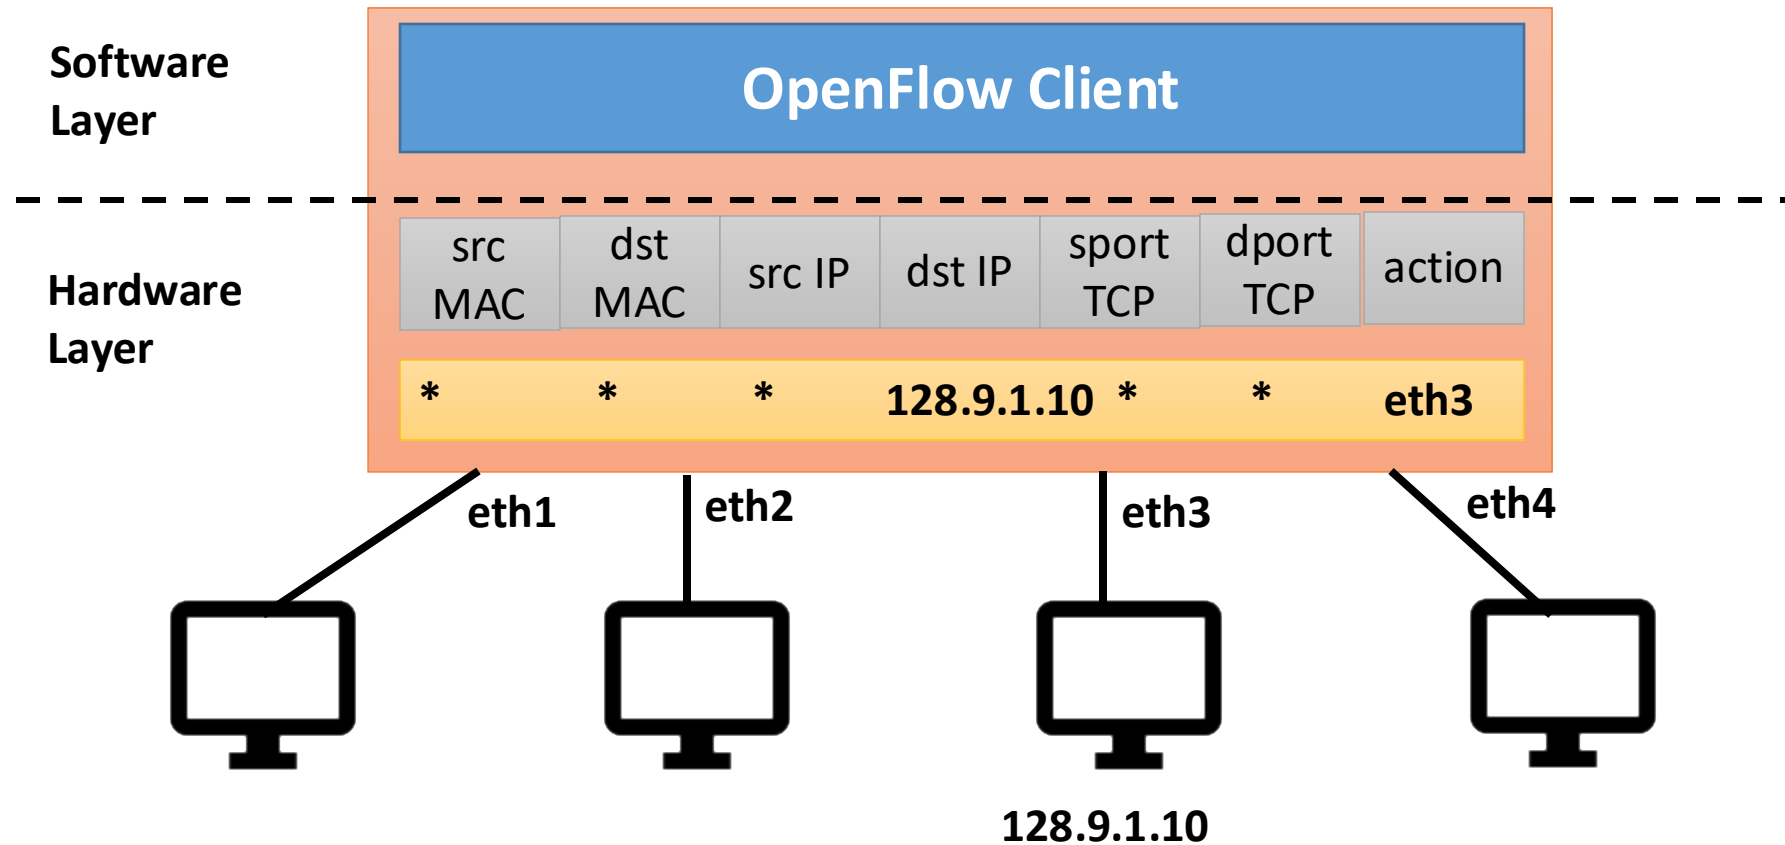 Software
Layer
OpenFlow Client
Hardware
Layer
src
MAC
dst
MAC
src IP
dst IP
sport
TCP
dport
TCP
action
* * * 128.9.1.10 * * eth3
eth1
eth2
eth3
eth4
128.9.1.10